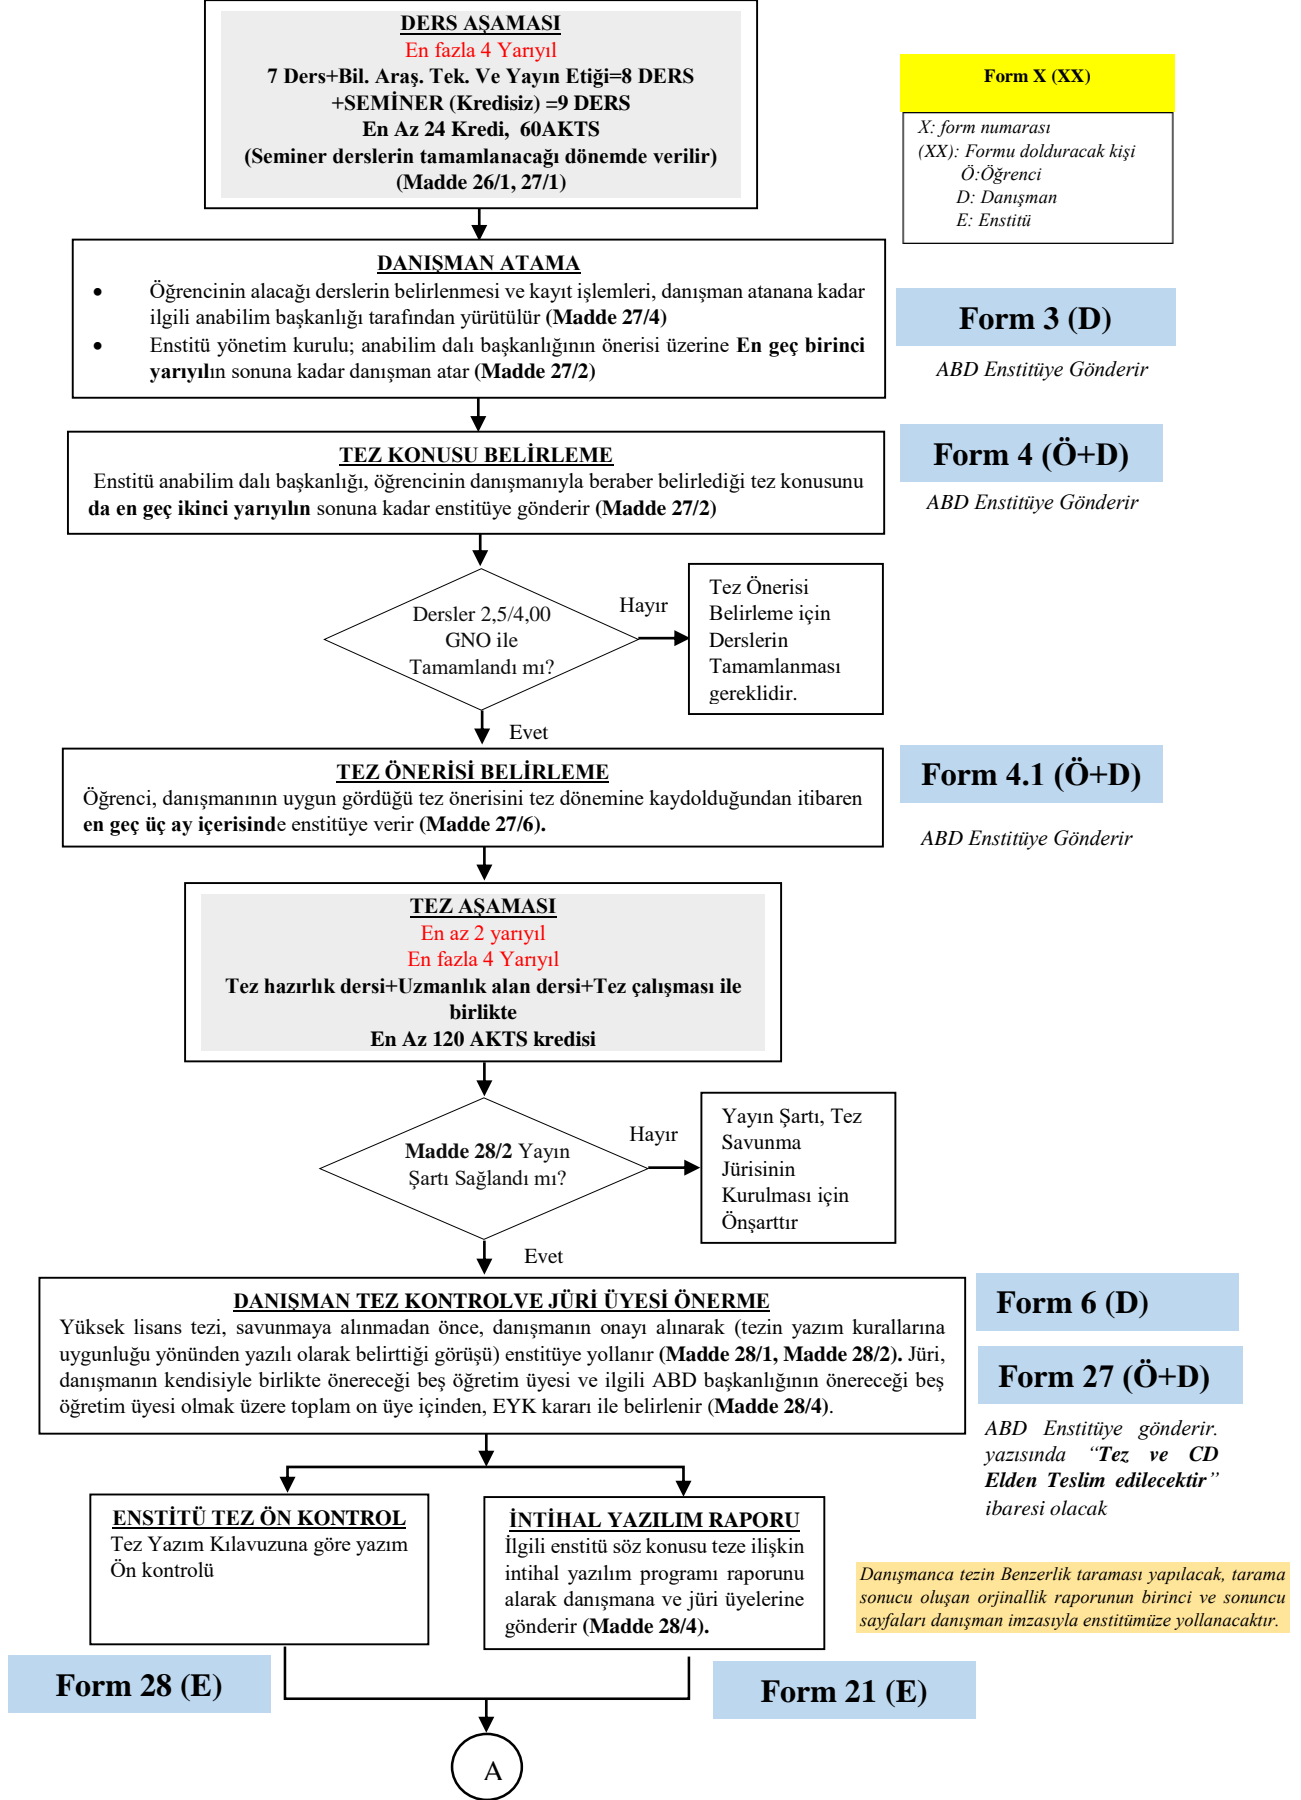 DERS AŞAMASI
En fazla 4 Yarıyıl
7 Ders+Bil. Araş. Tek. Ve Yayın Etiği=8 DERS
+SEMİNER (Kredisiz) =9 DERS
En Az 24 Kredi, 60AKTS
(Seminer derslerin tamamlanacağı dönemde verilir)
(Madde 26/1, 27/1)
Form X (XX)
X: form numarası
(XX): Formu dolduracak kişi
Ö:Öğrenci
D: Danışman
E: Enstitü
DANIŞMAN ATAMA
• Öğrencinin alacağı derslerin belirlenmesi ve kayıt işlemleri, danışman atanana kadar
ilgili anabilim başkanlığı tarafından yürütülür (Madde 27/4)
• Enstitü yönetim kurulu; anabilim dalı başkanlığının önerisi üzerine En geç birinci
yarıyılın sonuna kadar danışman atar (Madde 27/2)
Form 3 (D)
ABD Enstitüye Gönderir
TEZ KONUSU BELİRLEME
Enstitü anabilim dalı başkanlığı, öğrencinin danışmanıyla beraber belirlediği tez konusunu
da en geç ikinci yarıyılın sonuna kadar enstitüye gönderir (Madde 27/2)
Form 4 (Ö+D)
ABD Enstitüye Gönderir
Dersler 2,5/4,00
GNO ile
Tamamlandı mı?
Hayır
Tez Önerisi
Belirleme için
Derslerin
Tamamlanması
gereklidir.
Evet
TEZ ÖNERİSİ BELİRLEME
Öğrenci, danışmanının uygun gördüğü tez önerisini tez dönemine kaydolduğundan itibaren
en geç üç ay içerisinde enstitüye verir (Madde 27/6).
Form 4.1 (Ö+D)
ABD Enstitüye Gönderir
TEZ AŞAMASI
En az 2 yarıyıl
En fazla 4 Yarıyıl
Tez hazırlık dersi+Uzmanlık alan dersi+Tez çalışması ile
birlikte
En Az 120 AKTS kredisi
Madde 28/2 Yayın
Şartı Sağlandı mı?
Hayır
Yayın Şartı, Tez
Savunma
Jürisinin
Kurulması için
Önşarttır
Evet
DANIŞMAN TEZ KONTROLVE JÜRİ ÜYESİ ÖNERME
Yüksek lisans tezi, savunmaya alınmadan önce, danışmanın onayı alınarak (tezin yazım kurallarına
uygunluğu yönünden yazılı olarak belirttiği görüşü) enstitüye yollanır (Madde 28/1, Madde 28/2). Jüri,
danışmanın kendisiyle birlikte önereceği beş öğretim üyesi ve ilgili ABD başkanlığının önereceği beş
öğretim üyesi olmak üzere toplam on üye içinden, EYK kararı ile belirlenir (Madde 28/4).
Form 6 (D)
Form 27 (Ö+D)
ABD Enstitüye gönderir.
yazısında “Tez ve CD
Elden Teslim edilecektir”
ibaresi olacak
ENSTİTÜ TEZ ÖN KONTROL
Tez Yazım Kılavuzuna göre yazım
Ön kontrolü
İNTİHAL YAZILIM RAPORU
İlgili enstitü söz konusu teze ilişkin
intihal yazılım programı raporunu
alarak danışmana ve jüri üyelerine
gönderir (Madde 28/4).
Danışmanca tezin Benzerlik taraması yapılacak, tarama
sonucu oluşan orjinallik raporunun birinci ve sonuncu
sayfaları danışman imzasıyla enstitümüze yollanacaktır.
Form 28 (E)
Form 21 (E)
A